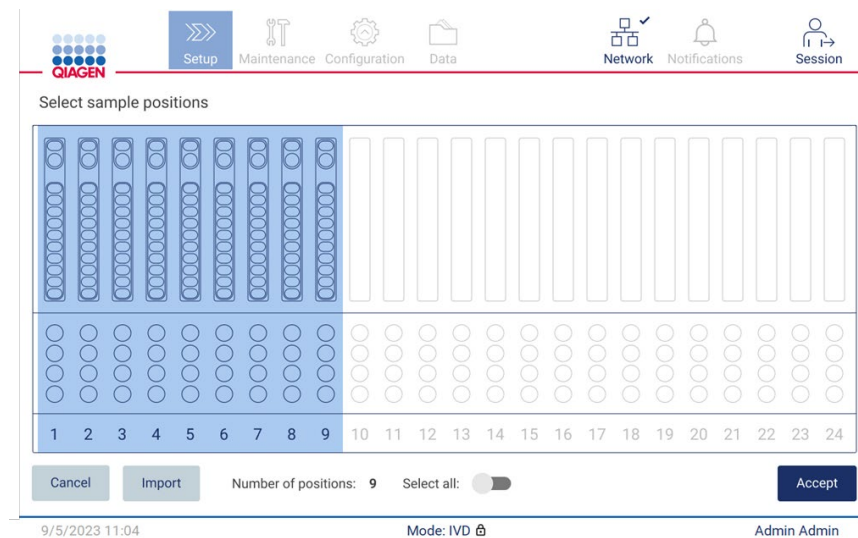 QIAGEN
Setup Maintenance Configuration Data Network Notifications Session
Select sample positions
1 2 3 4 5 6 7 8 9 10 11 12 13 14 15 16 17 18 19 20 21 22 23 24
Cancel Import Number of positions: 9 Select all: Accept
9/5/2023 11:04 Mode: IVD Admin Admin